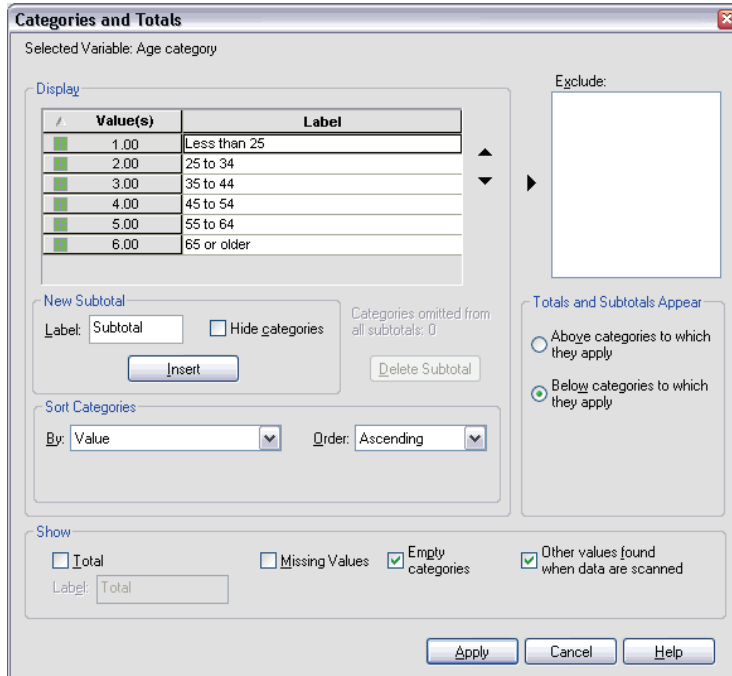 Categories and Totals
Selected Variable: Age category
Display
Value(s) Label
1.00 Less than 25
2.00 25 to 34
3.00 35 to 44
4.00 45 to 54
5.00 55 to 64
6.00 65 or older
Exclude:
New Subtotal
Label: Subtotal
Hide categories
Insert
Categories omitted from
all subtotals: 0
Delete Subtotal
Totals and Subtotals Appear
Above categories to which
they apply
Below categories to which
they apply
Sort Categories
By: Value
Order: Ascending
Show
Total
Label: Total
Missing Values
Empty
categories
Other values found
when data are scanned
Apply
Cancel
Help